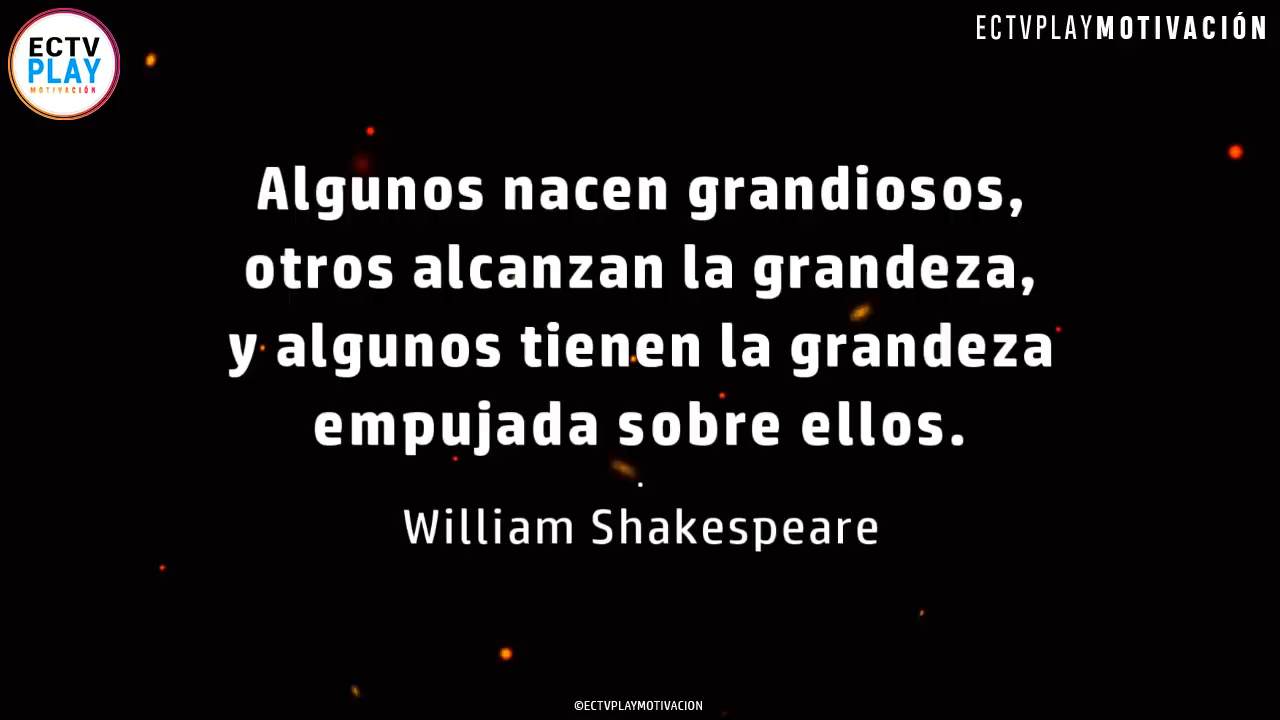 ECTV
PLAY
MOTIVACIÓN
ECTVPLAYMOTIVACIÓN
Algunos nacen grandiosos,
otros alcanzan la grandeza,
y algunos tienen la grandeza
empujada sobre ellos.
.
William Shakespeare
©ECTVPLAYMOTIVACION